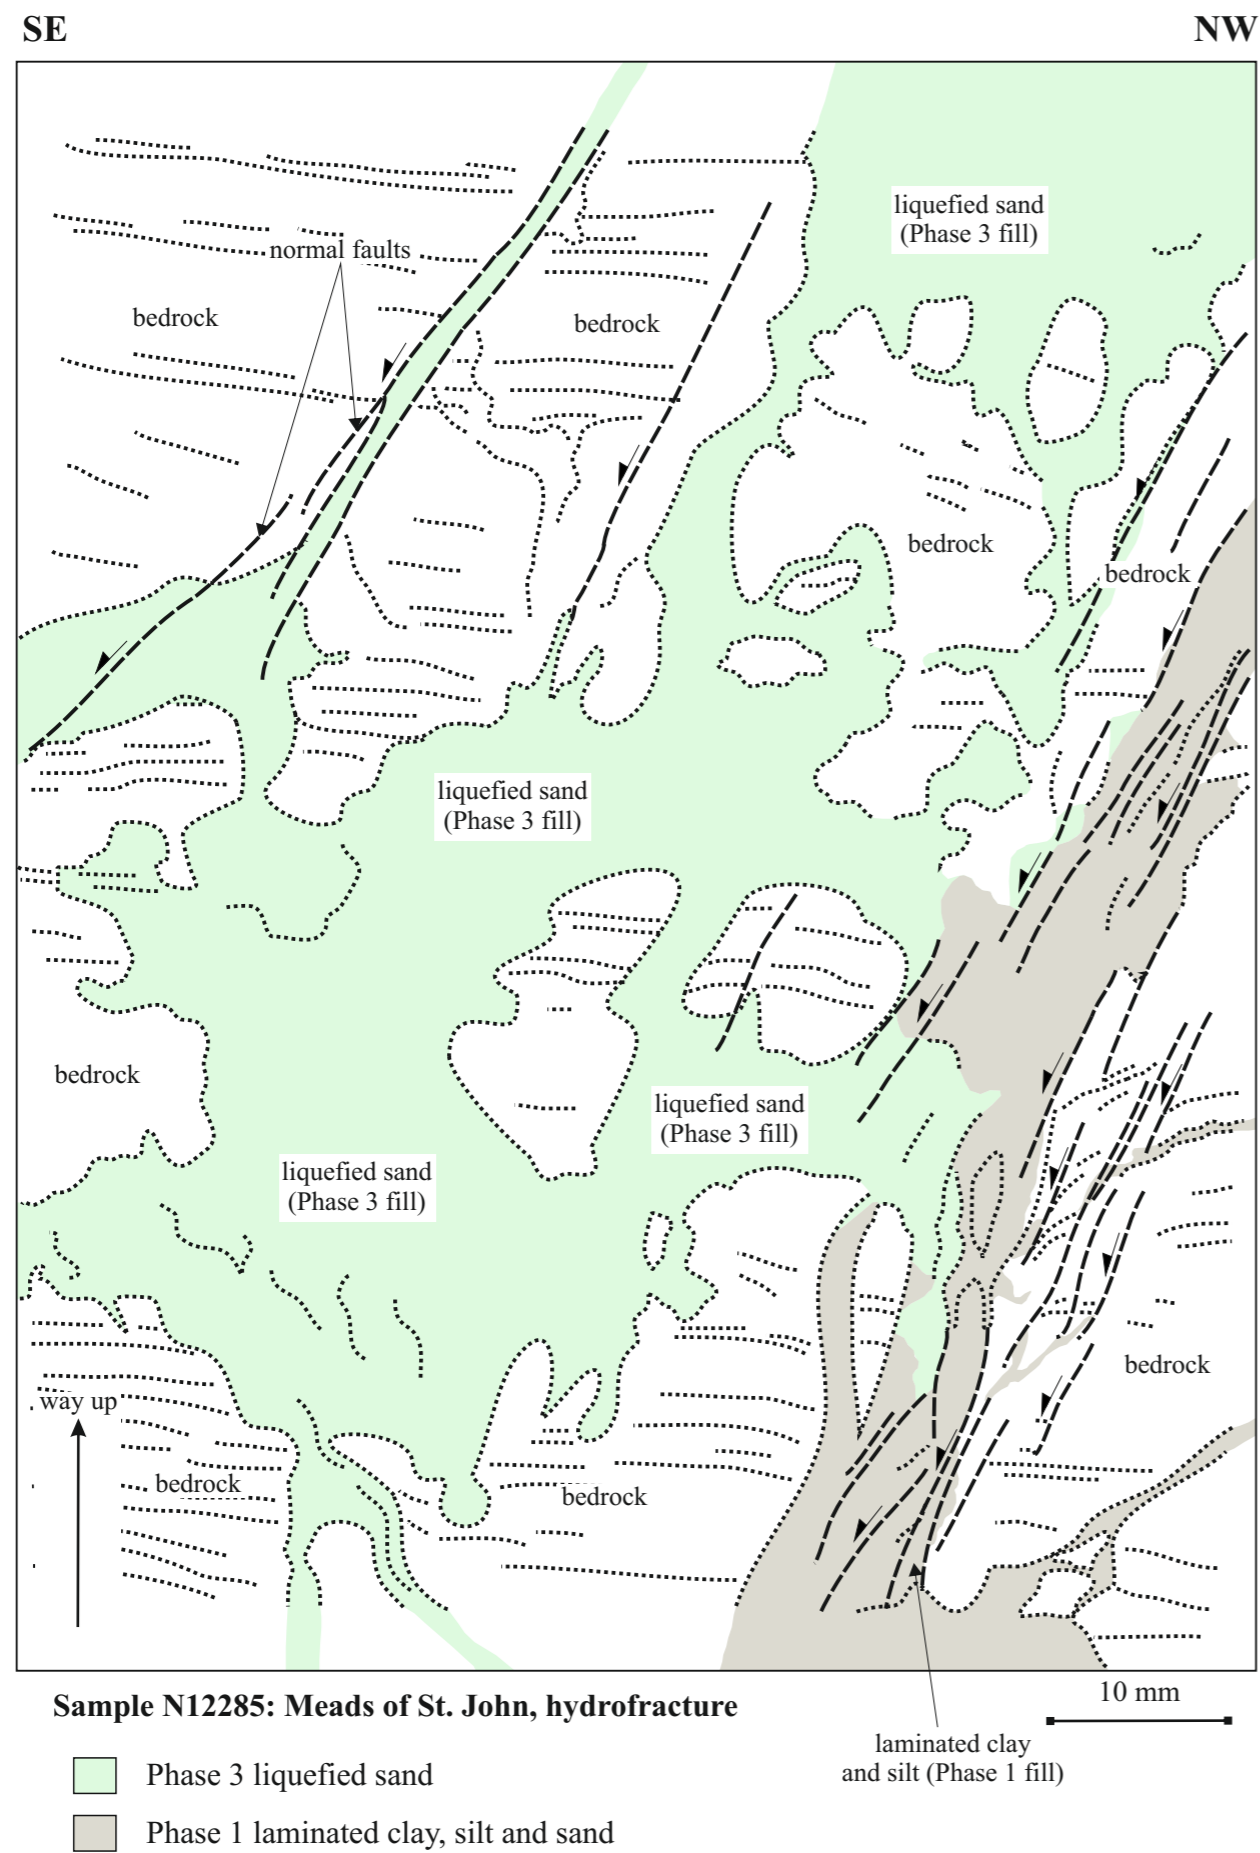 SE
NW
liquefied sand
(Phase 3 fill)
normal faults
bedrock
bedrock
bedrock
bedrock
liquefied sand
(Phase 3 fill)
bedrock
liquefied sand
(Phase 3 fill)
liquefied sand
(Phase 3 fill)
bedrock
way up
bedrock
bedrock
Sample N12285: Meads of St. John, hydrofracture
10 mm
laminated clay
and silt (Phase 1 fill)
Phase 3 liquefied sand
Phase 1 laminated clay, silt and sand